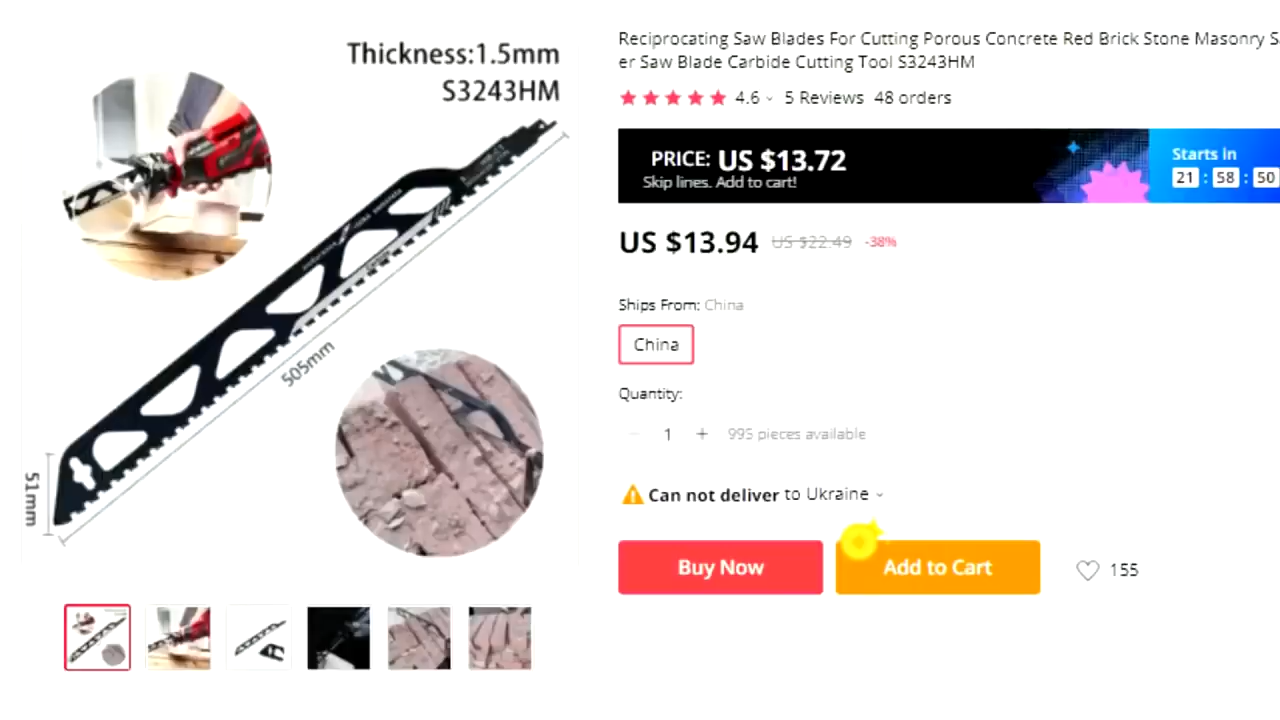 Thickness:1.5mm
S3243HM
505mm
51mm
Reciprocating Saw Blades For Cutting Porous Concrete Red Brick Stone Masonry S
er Saw Blade Carbide Cutting Tool S3243HM
4.6 5 Reviews 48 orders
PRICE: US $13.72
Skip lines. Add to cart!
Starts in
21 : 58 : 50
US $13.94 US $22.49 -38%
Ships From: China
China
Quantity:
1 + 995 pieces available
Can not deliver to Ukraine
Buy Now
Add to Cart
155